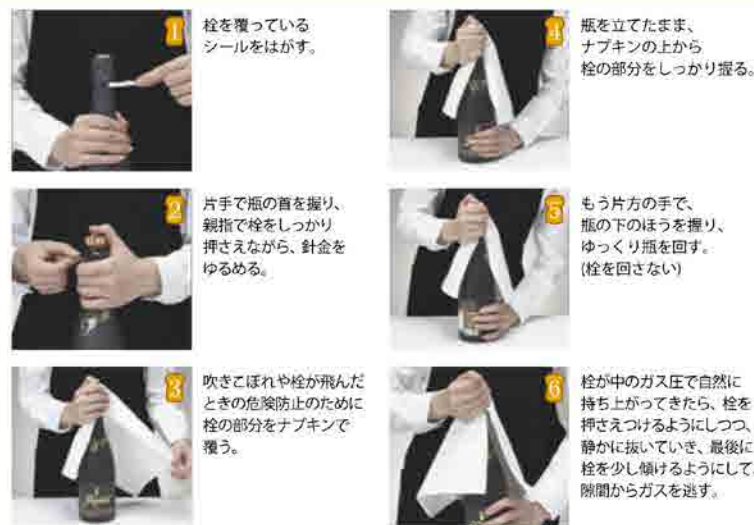 1
栓を覆っている
シールをはがす。
2
片手で瓶の首を握り、
親指で栓をしっかり
押さえながら、針金を
ゆるめる。
3
吹きこぼれや栓が飛んだ
ときの危険防止のために
栓の部分をナプキンで
覆う。
4
瓶を立てたまま、
ナプキンの上から
栓の部分をしっかり握る。
5
もう片方の手で、
瓶の下のほうを握り、
ゆっくり瓶を回す。
(栓を回さない)
6
栓が中のガス圧で自然に
持ち上がってきたら、栓を
押さえつけるようにしつつ、
静かに抜いていき、最後に
栓を少し傾けるようにして、
隙間からガスを逃す。